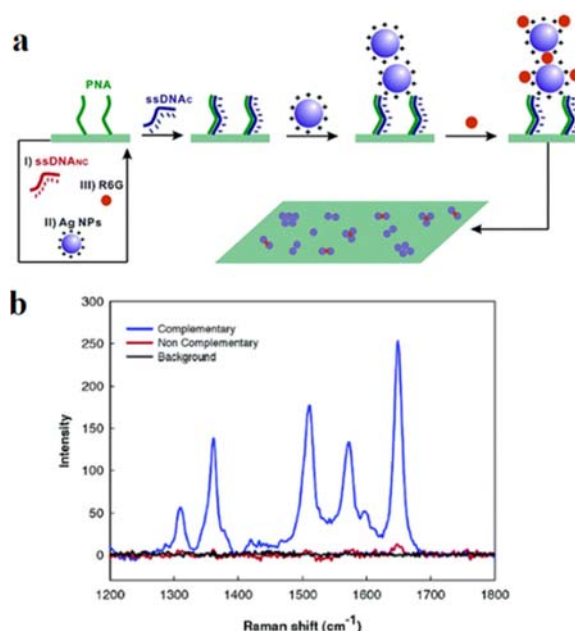 a
PNA
ssDNAC
I) ssDNANC
III) R6G
II) Ag NPs
b
300
250
200
150
100
50
0
Intensity
Complementary
Non Complementary
Background
1200
1300
1400
1500
1600
1700
1800
Raman shift (cm-1)